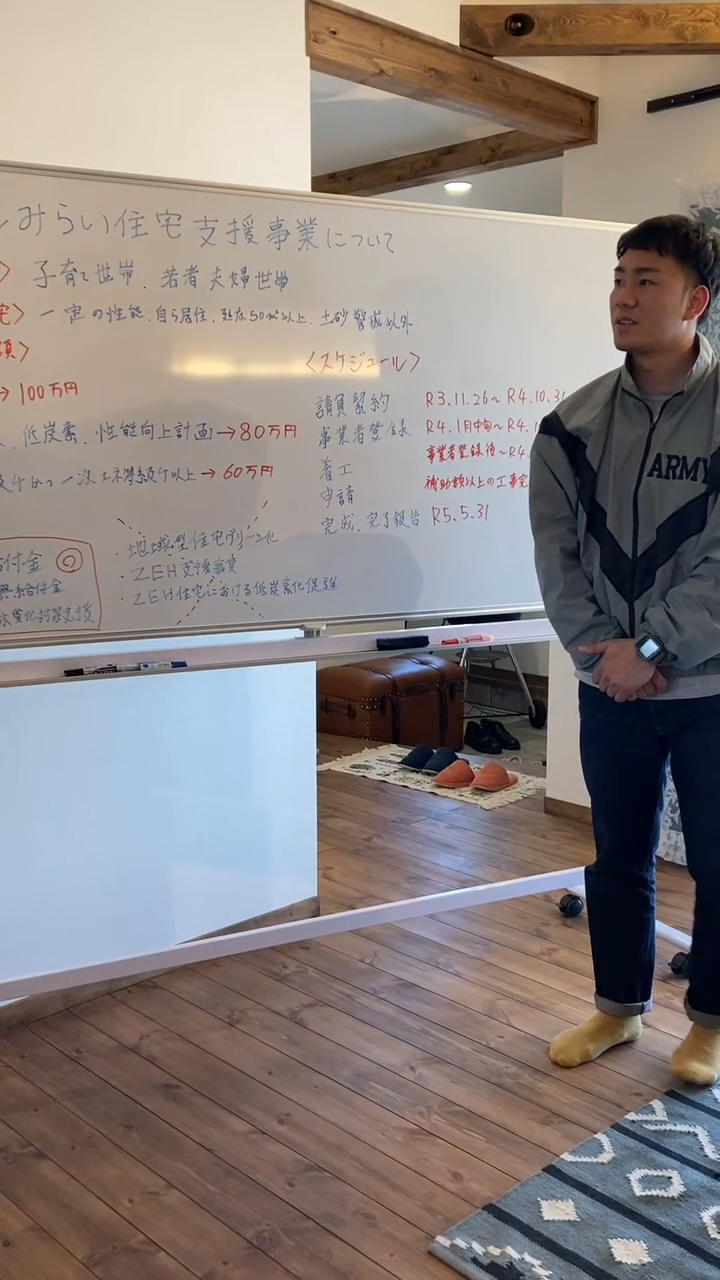 みらい住宅支援事業について
子育て世帯、若者夫婦世帯
宅〉一定の性能、自ら居住、延床50㎡以上、土砂警戒以外
額〉
→100万円
低炭素、性能向上計画→80万円
級4かつ一次エネ等級4以上→60万円
〈スケジュール〉
請負契約 R3.11.26～R4.10.31
事業者登録 R4.1月中旬～R4.1
着工 事業者登録後～R4.
申請 補助額以上の工事完
完成、完了報告 R5.5.31
・地域型住宅グリーン化
・ZEH支援事業
・ZEH住宅における低炭素化促進
給付金
ARMY